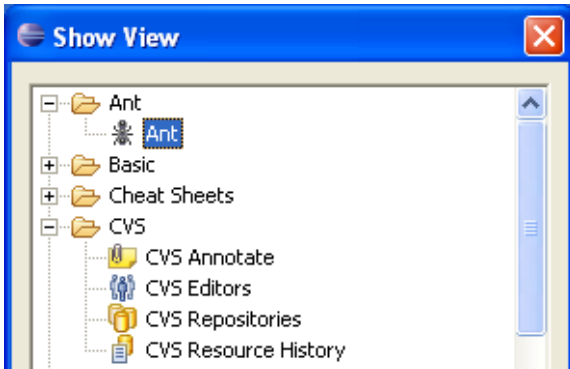 Show View
Ant
Ant
Basic
Cheat Sheets
CVS
CVS Annotate
CVS Editors
CVS Repositories
CVS Resource History